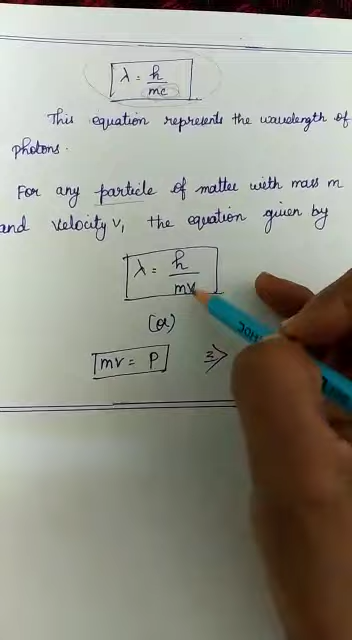 λ = h / mc
This equation represents the wavelength of
photons.
For any particle of matter with mass m
and velocity v, the equation given by
λ = h / mv
(or)
mv = P ⇒